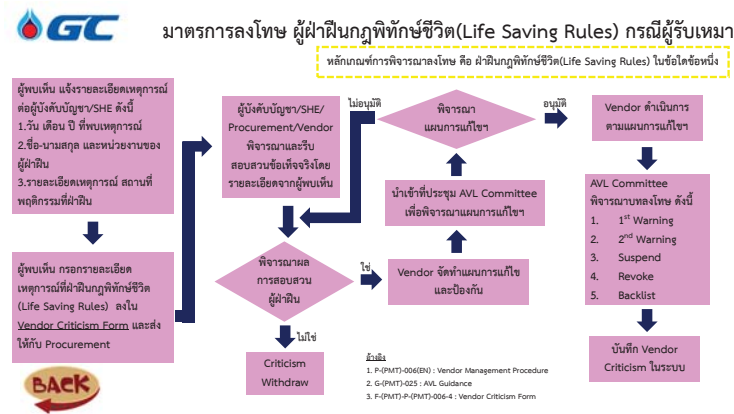 GC
มาตรการลงโทษ ผู้ฝ่าฝืนกฎพิทักษ์ชีวิต(Life Saving Rules) กรณีผู้รับเหมา
หลักเกณฑ์การพิจารณาลงโทษ คือ ฝ่าฝืนกฎพิทักษ์ชีวิต(Life Saving Rules) ในข้อใดข้อหนึ่ง
ผู้พบเห็น แจ้งรายละเอียดเหตุการณ์
ต่อผู้บังคับบัญชา/SHE ดังนี้
1.วัน เดือน ปี ที่พบเหตุการณ์
2.ชื่อ-นามสกุล และหน่วยงานของ
ผู้ฝ่าฝืน
3.รายละเอียดเหตุการณ์ สถานที่
พฤติกรรมที่ฝ่าฝืน
ผู้พบเห็น กรอกรายละเอียด
เหตุการณ์ที่ฝ่าฝืนกฎพิทักษ์ชีวิต
(Life Saving Rules) ลงใน
Vendor Criticism Form และส่ง
ให้กับ Procurement
ผู้บังคับบัญชา/SHE/
Procurement/Vendor
พิจารณาและรีบ
สอบสวนข้อเท็จจริงโดย
รายละเอียดจากผู้พบเห็น
พิจารณาผล
การสอบสวน
ผู้ฝ่าฝืน
ไม่ใช่
Criticism
Withdraw
ใช่
Vendor จัดทำแผนการแก้ไข
และป้องกัน
นำเข้าที่ประชุม AVL Committee
เพื่อพิจารณาแผนการแก้ไขฯ
พิจารณา
แผนการแก้ไขฯ
ไม่อนุมัติ
อนุมัติ
Vendor ดำเนินการ
ตามแผนการแก้ไขฯ
AVL Committee
พิจารณาบทลงโทษ ดังนี้
1. 1st Warning
2. 2nd Warning
3. Suspend
4. Revoke
5. Backlist
บันทึก Vendor
Criticism ในระบบ
อ้างอิง
1. P-(PMT)-006(EN) : Vendor Management Procedure
2. G-(PMT)-025 : AVL Guidance
3. F-(PMT)-P-(PMT)-006-4 : Vendor Criticism Form
BACK